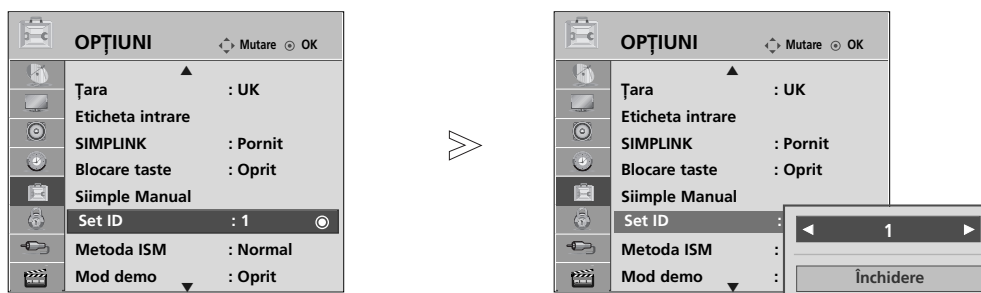 OPȚIUNI Mutare OK
Țara : UK
Eticheta intrare
SIMPLINK : Pornit
Blocare taste : Oprit
Siimple Manual
Set ID : 1
Metoda ISM : Normal
Mod demo : Oprit
OPȚIUNI Mutare OK
Țara : UK
Eticheta intrare
SIMPLINK : Pornit
Blocare taste : Oprit
Siimple Manual
Set ID :
Metoda ISM :
Mod demo :
1
Închidere